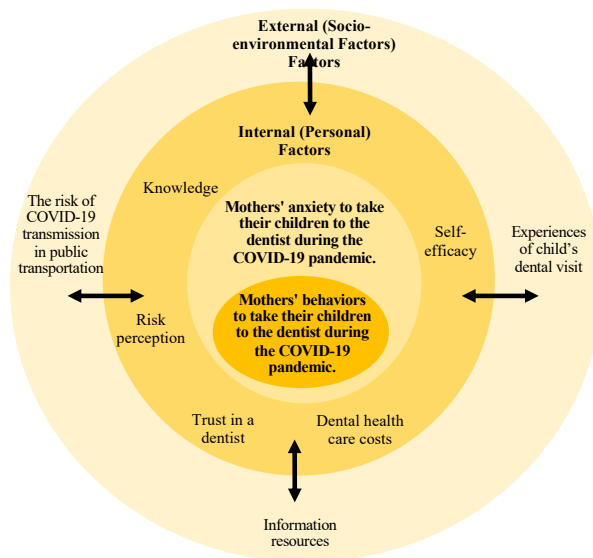 External (Socio-
environmental Factors)
Factors
Internal (Personal)
Factors
Knowledge
The risk of
COVID-19
transmission
in public
transportation
Mothers' anxiety to take
their children to the
dentist during the
COVID-19 pandemic.
Self-
efficacy
Experiences
of child’s
dental visit
Risk
perception
Mothers' behaviors
to take their children
to the dentist during
the COVID-19
pandemic.
Trust in a
dentist
Dental health
care costs
Information
resources